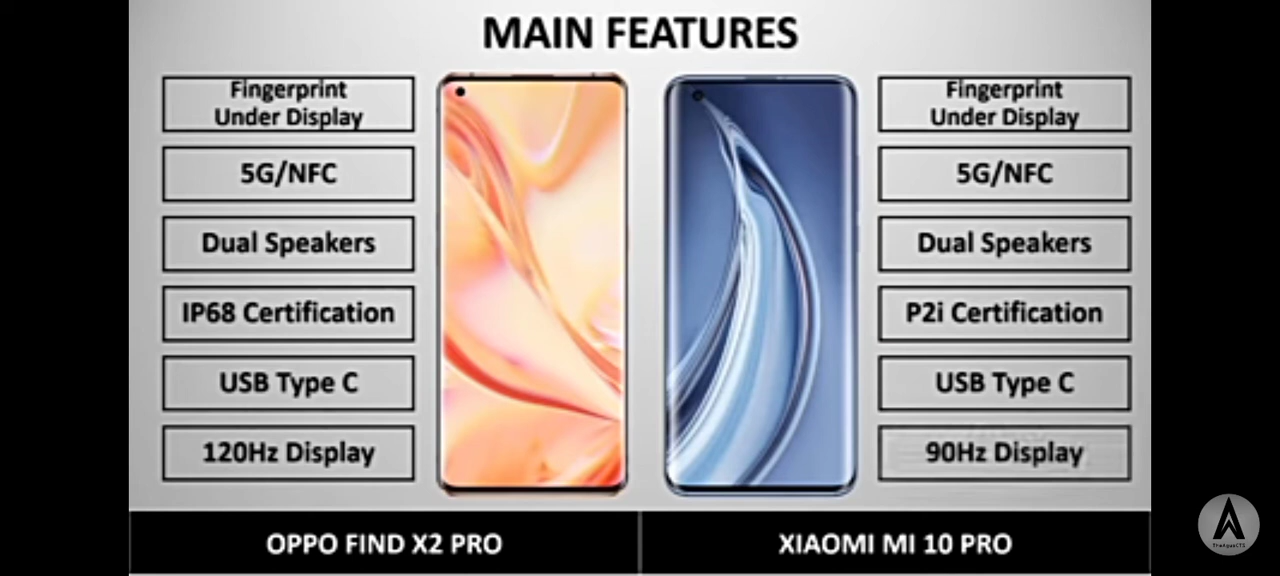 MAIN FEATURES
Fingerprint
Under Display
5G/NFC
Dual Speakers
IP68 Certification
USB Type C
120Hz Display
Fingerprint
Under Display
5G/NFC
Dual Speakers
P2i Certification
USB Type C
90Hz Display
OPPO FIND X2 PRO
XIAOMI MI 10 PRO